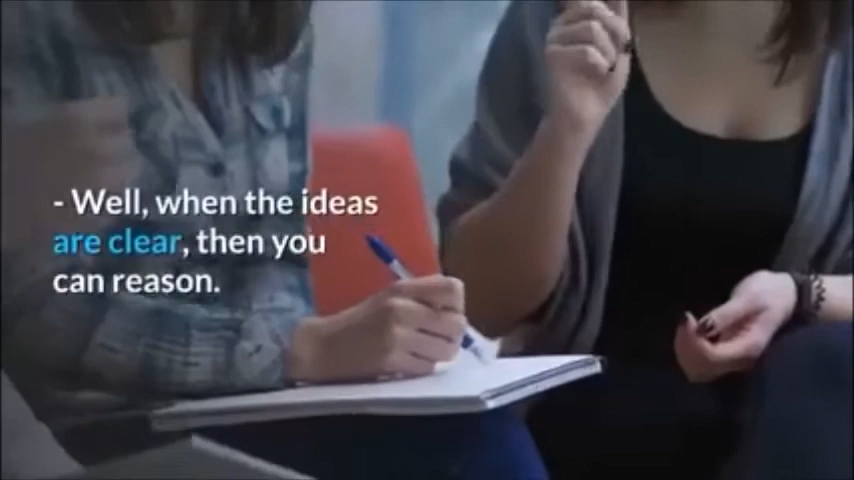 - Well, when the ideas
are clear, then you
can reason.